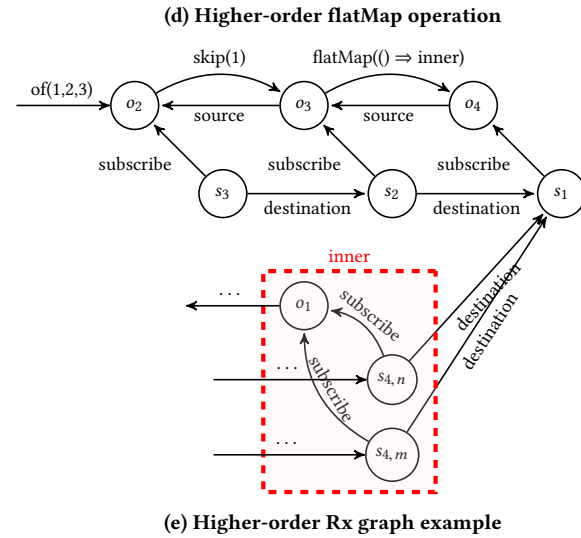 (d) Higher-order flatMap operation
skip(1)
flatMap(() ⇒ inner)
of(1,2,3)
o2
o3
o4
source
source
subscribe
subscribe
subscribe
s3
s2
s1
destination
destination
inner
...
o1
subscribe
destination
destination
...
s4,n
subscribe
...
s4,m
(e) Higher-order Rx graph example